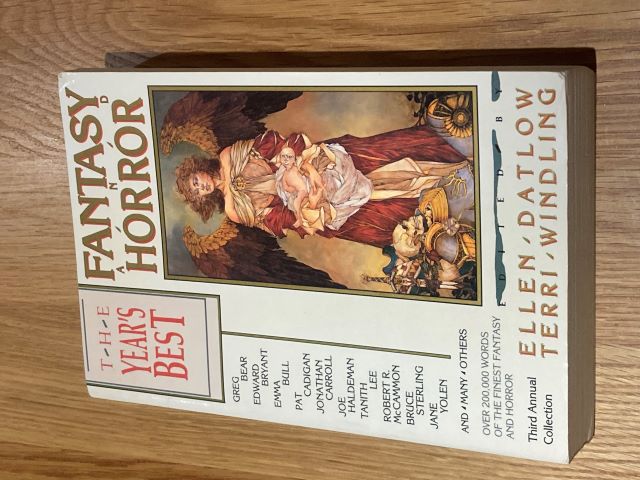 T·H·E
YEAR'S
BEST
FANTASY
AND
HORROR
GREG
BEAR
EDWARD
BRYANT
EMMA
BULL
PAT
CADIGAN
JONATHAN
CARROLL
JOE
HALDEMAN
TANITH
LEE
ROBERT R.
McCAMMON
BRUCE
STERLING
JANE
YOLEN
AND • MANY • OTHERS
OVER 200,000 WORDS
OF THE FINEST FANTASY
AND HORROR
Third Annual
Collection
EDITED BY
ELLEN DATLOW
TERRI WINDLING